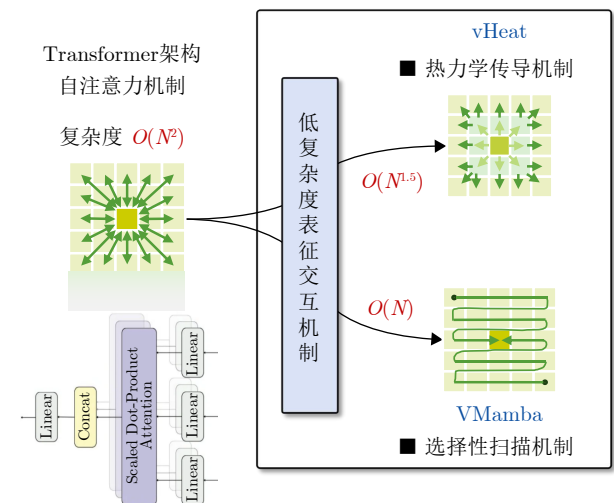 Transformer架构
自注意力机制
复杂度 O(N²)
Linear
Concat
Scaled Dot-Product
Attention
Linear
Linear
Linear
低复杂度表征交互机制
O(N¹·⁵)
O(N)
vHeat
■ 热力学传导机制
VMamba
■ 选择性扫描机制